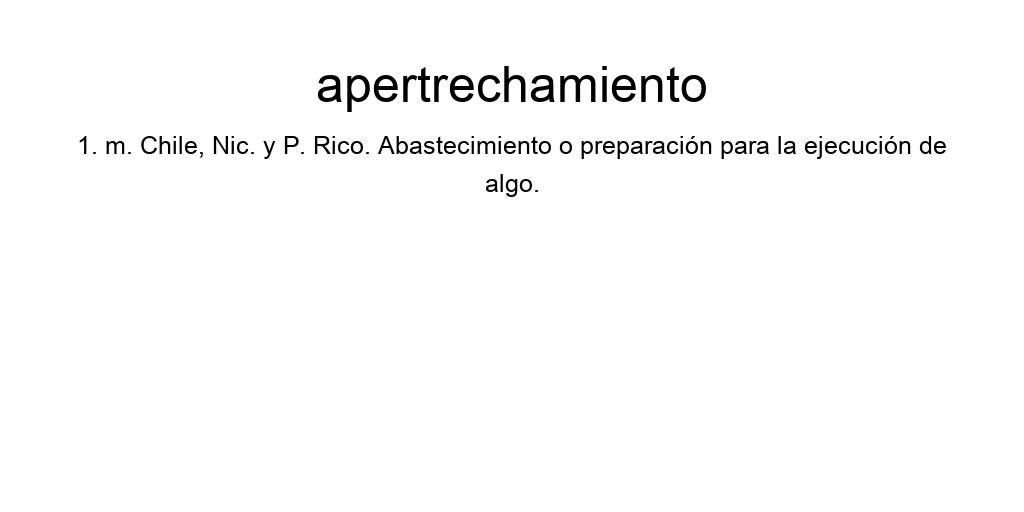 apertrechamiento
1. m. Chile, Nic. y P. Rico. Abastecimiento o preparación para la ejecución de
algo.